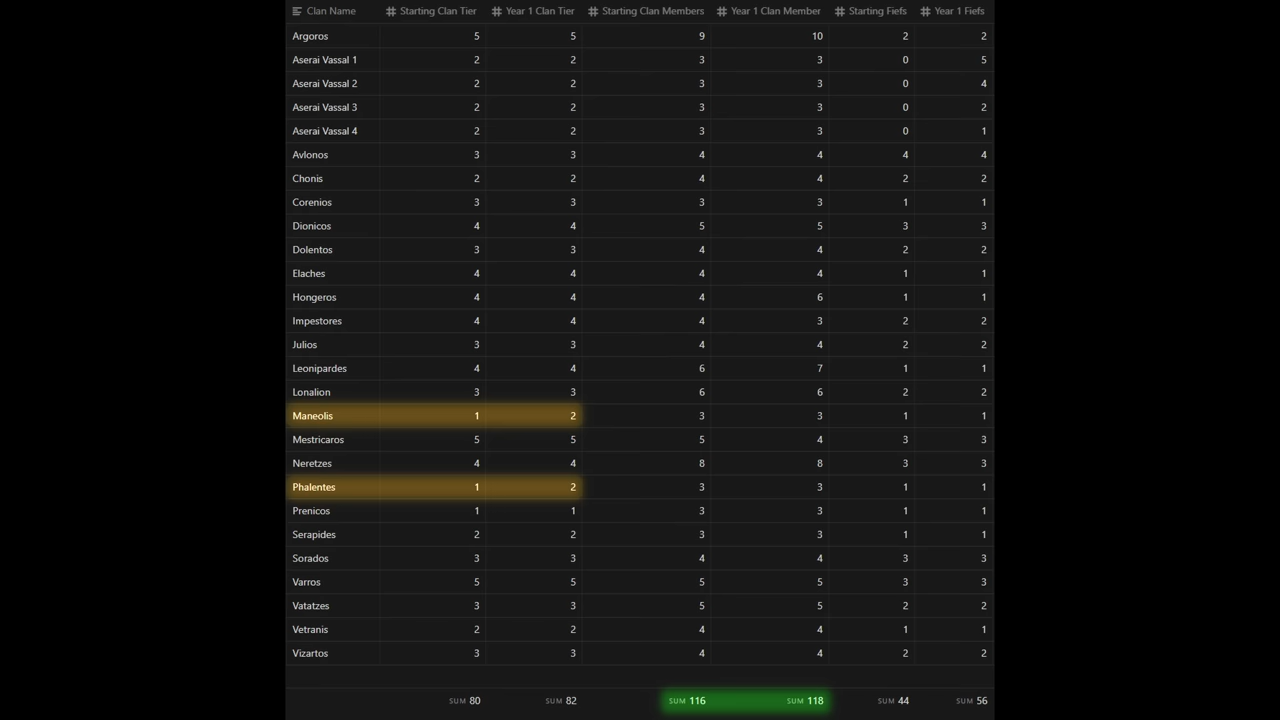 Clan Name # Starting Clan Tier # Year 1 Clan Tier # Starting Clan Members # Year 1 Clan Member # Starting Fiefs # Year 1 Fiefs
Argoros 5 5 9 10 2 2
Aserai Vassal 1 2 2 3 3 0 5
Aserai Vassal 2 2 2 3 3 0 4
Aserai Vassal 3 2 2 3 3 0 2
Aserai Vassal 4 2 2 3 3 0 1
Avlonos 3 3 4 4 4 4
Chonis 2 2 4 4 2 2
Corenios 3 3 3 3 1 1
Dionicos 4 4 5 5 3 3
Dolentos 3 3 4 4 2 2
Elaches 4 4 4 4 1 1
Hongeros 4 4 4 6 1 1
Impestores 4 4 4 3 2 2
Julios 3 3 4 4 2 2
Leonipardes 4 4 6 7 1 1
Lonalion 3 3 6 6 2 2
Maneolis 1 2 3 3 1 1
Mestricaros 5 5 5 4 3 3
Neretzes 4 4 8 8 3 3
Phalentes 1 2 3 3 1 1
Prenicos 1 1 3 3 1 1
Serapides 2 2 3 3 1 1
Sorados 3 3 4 4 3 3
Varros 5 5 5 5 3 3
Vatatzes 3 3 5 5 2 2
Vetranis 2 2 4 4 1 1
Vizartos 3 3 4 4 2 2
SUM 80 SUM 82 SUM 116 SUM 118 SUM 44 SUM 56